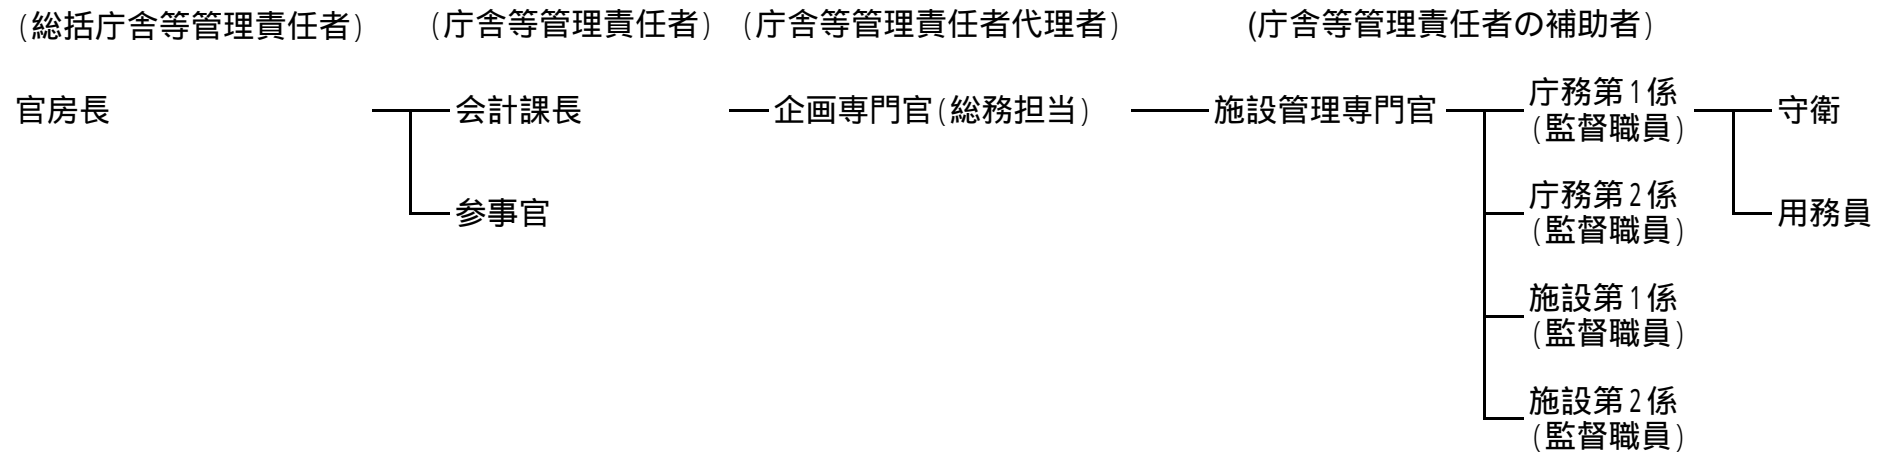 (総括庁舎等管理責任者) (庁舎等管理責任者) (庁舎等管理責任者代理者) (庁舎等管理責任者の補助者)
官房長 会計課長 企画専門官(総務担当) 施設管理専門官 庁務第1係 守衛
(監督職員)
参事官 庁務第2係 用務員
(監督職員)
施設第1係
(監督職員)
施設第2係
(監督職員)